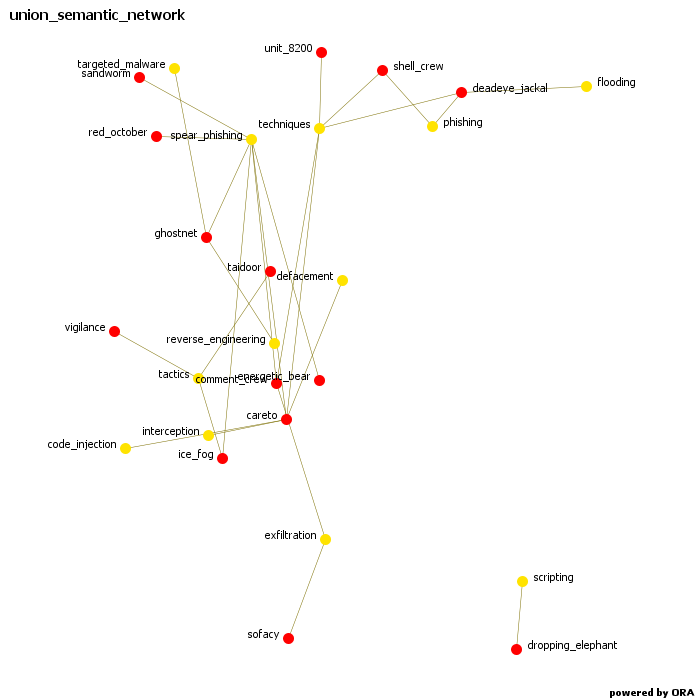 union_semantic_network
unit_8200
targeted_malware
shell_crew
sandworm
flooding
deadeye_jackal
techniques
phishing
red_october
spear_phishing
ghostnet
taidoor
defacement
vigilance
reverse_engineering
tactics
comment_crew
energetic_bear
careto
interception
code_injection
ice_fog
exfiltration
scripting
sofacy
dropping_elephant
powered by ORA